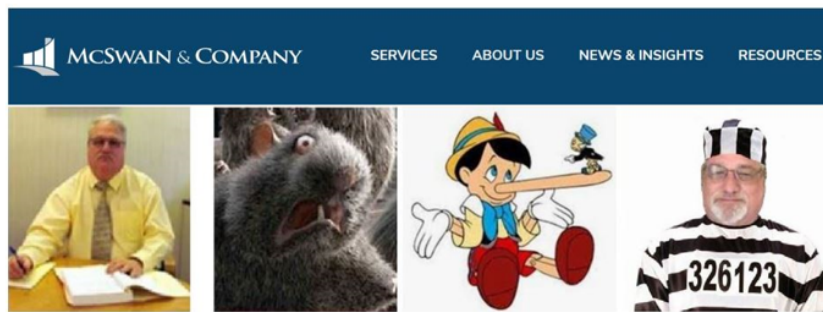 McSwain & Company SERVICES ABOUT US NEWS & INSIGHTS RESOURCES
326123